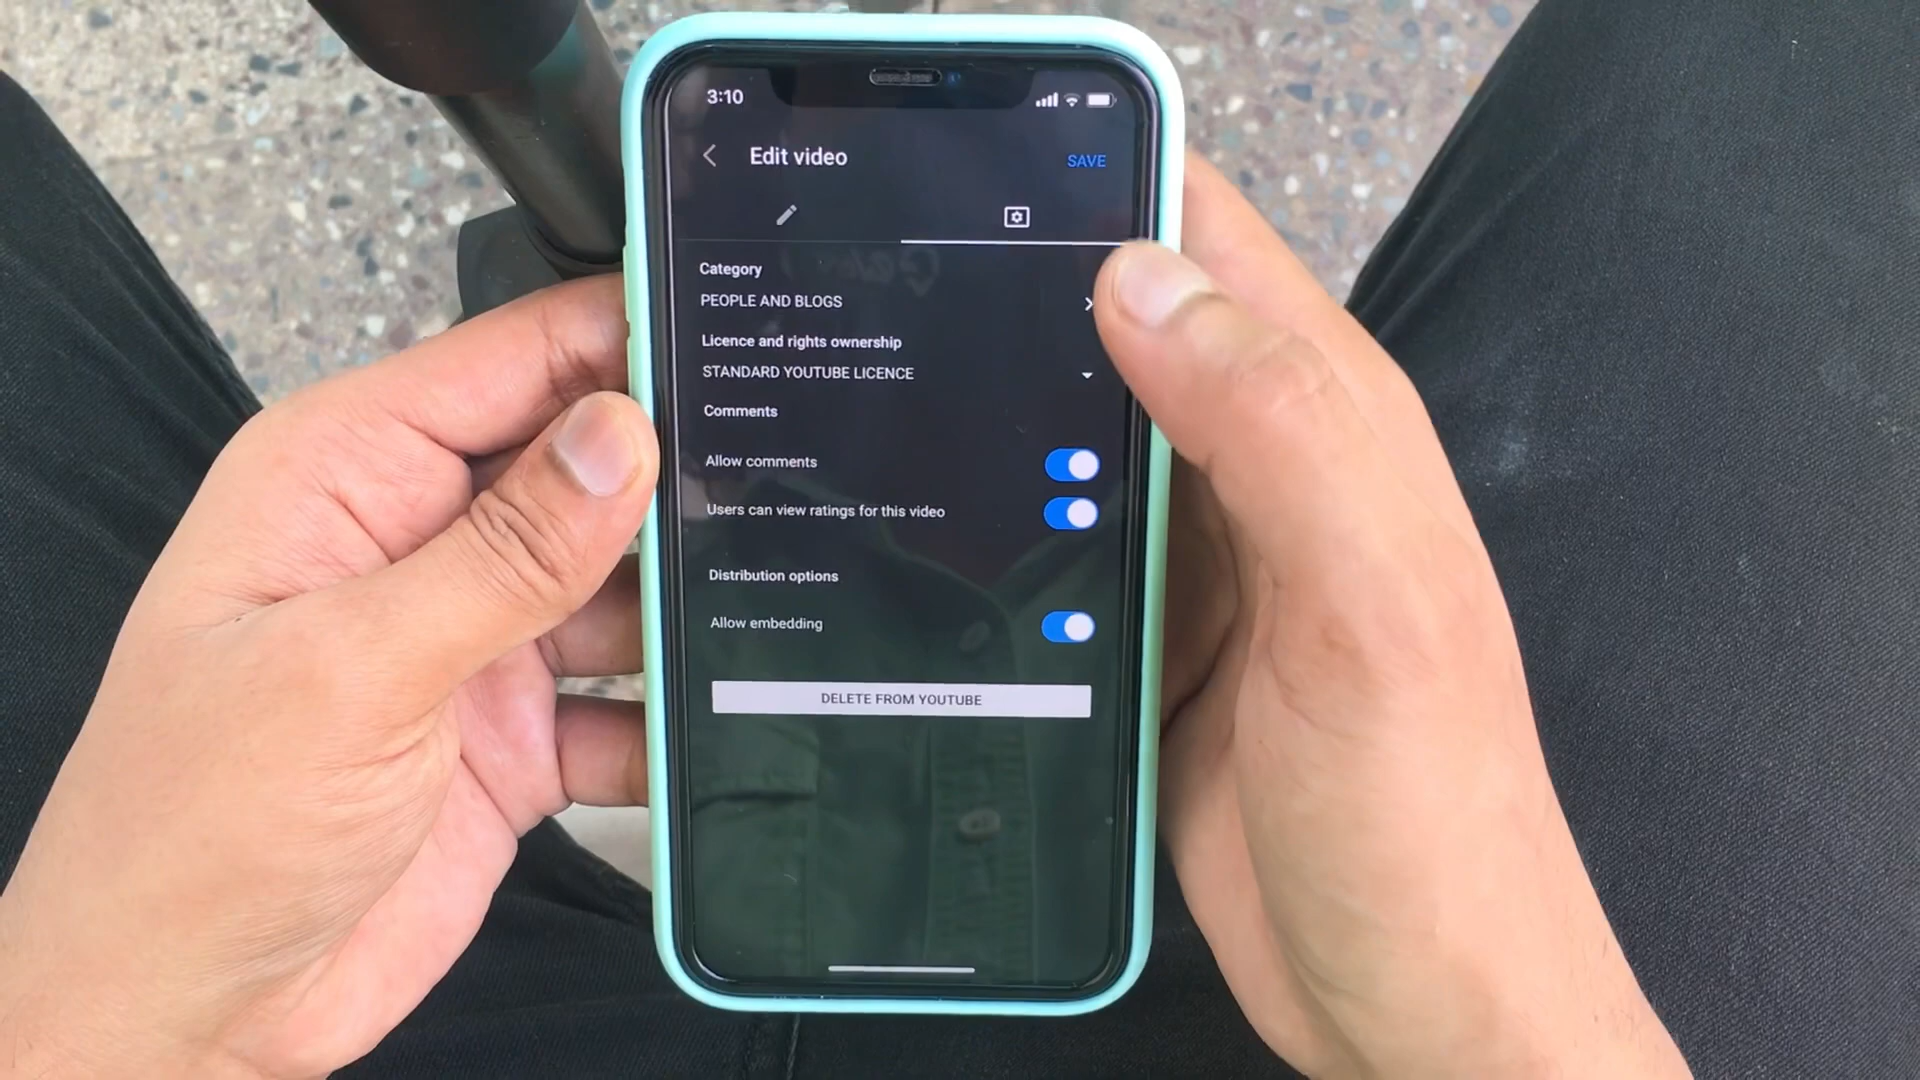 3:10
Edit video
SAVE
Category
PEOPLE AND BLOGS
Licence and rights ownership
STANDARD YOUTUBE LICENCE
Comments
Allow comments
Users can view ratings for this video
Distribution options
Allow embedding
DELETE FROM YOUTUBE